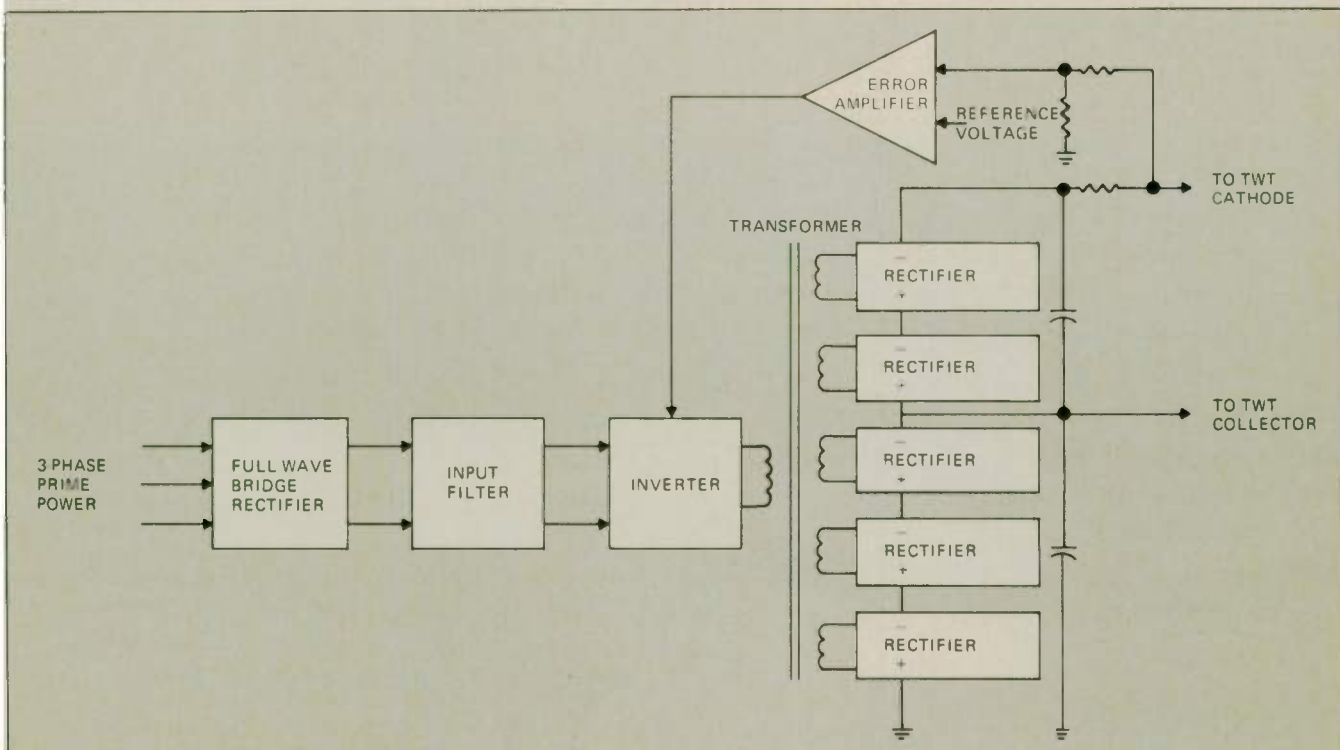 ERROR
AMPLIFIER
REFERENCE
VOLTAGE
TO TWT
CATHODE
TRANSFORMER
−
RECTIFIER
+
−
RECTIFIER
+
TO TWT
COLLECTOR
−
RECTIFIER
+
3 PHASE
PRIME
POWER
FULL WAVE
BRIDGE
RECTIFIER
INPUT
FILTER
INVERTER
−
RECTIFIER
+
−
RECTIFIER
+